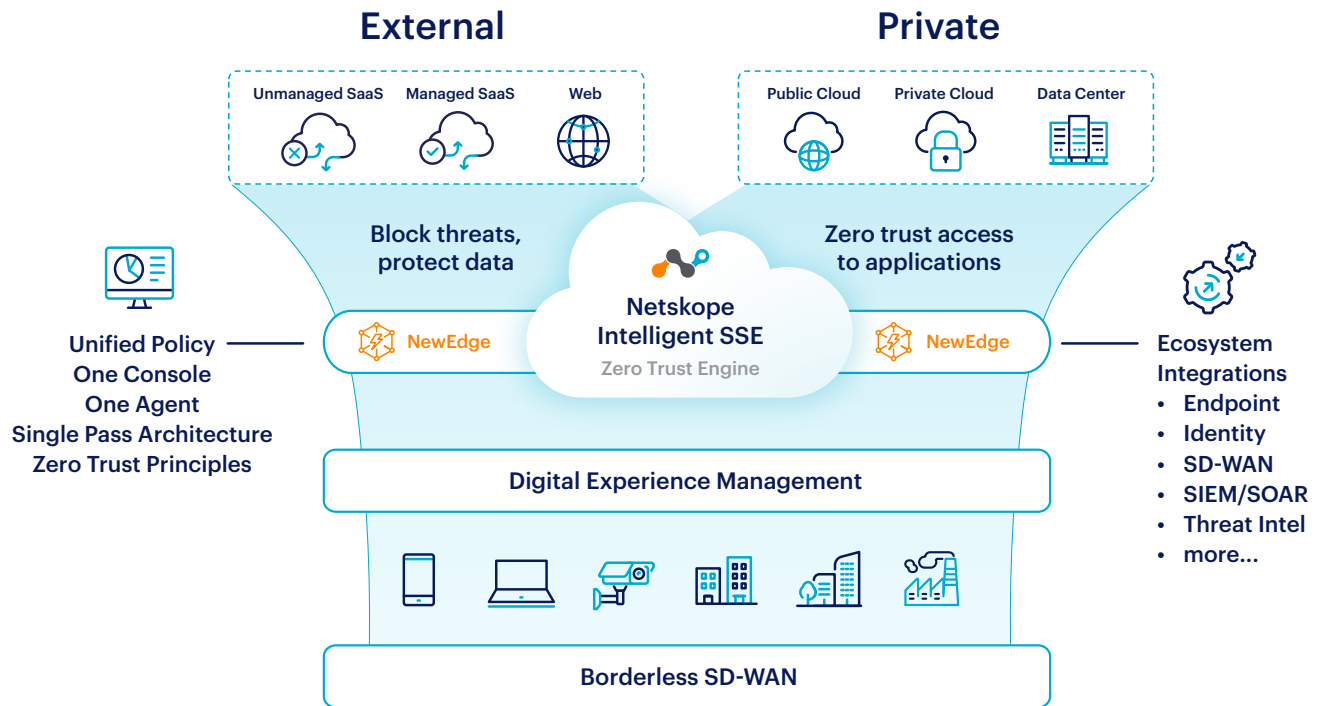 External
Private
Unmanaged SaaS
Managed SaaS
Web
Public Cloud
Private Cloud
Data Center
Block threats,
protect data
Zero trust access
to applications
Netskope
Intelligent SSE
Zero Trust Engine
NewEdge
NewEdge
Unified Policy
One Console
One Agent
Single Pass Architecture
Zero Trust Principles
Ecosystem
Integrations
• Endpoint
• Identity
• SD-WAN
• SIEM/SOAR
• Threat Intel
• more...
Digital Experience Management
Borderless SD-WAN